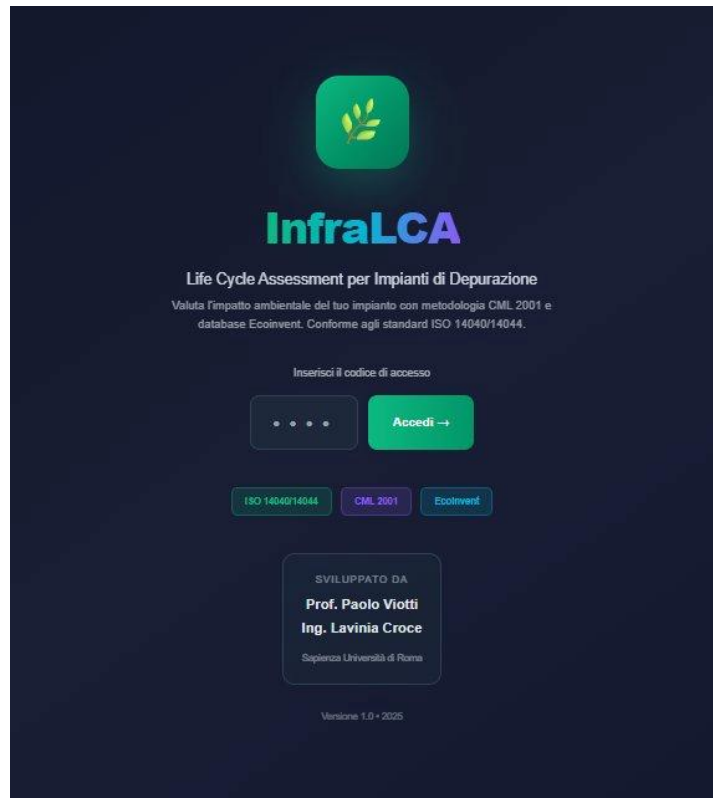 InfraLCA
Life Cycle Assessment per Impianti di Depurazione
Valuta l'impatto ambientale del tuo impianto con metodologia CML 2001 e
database Ecoinvent. Conforme agli standard ISO 14040/14044.
Inserisci il codice di accesso
Accedi →
ISO 14040/14044
CML 2001
Ecoinvent
SVILUPPATO DA
Prof. Paolo Viotti
Ing. Lavinia Croce
Sapienza Università di Roma
Versione 1.0 • 2025